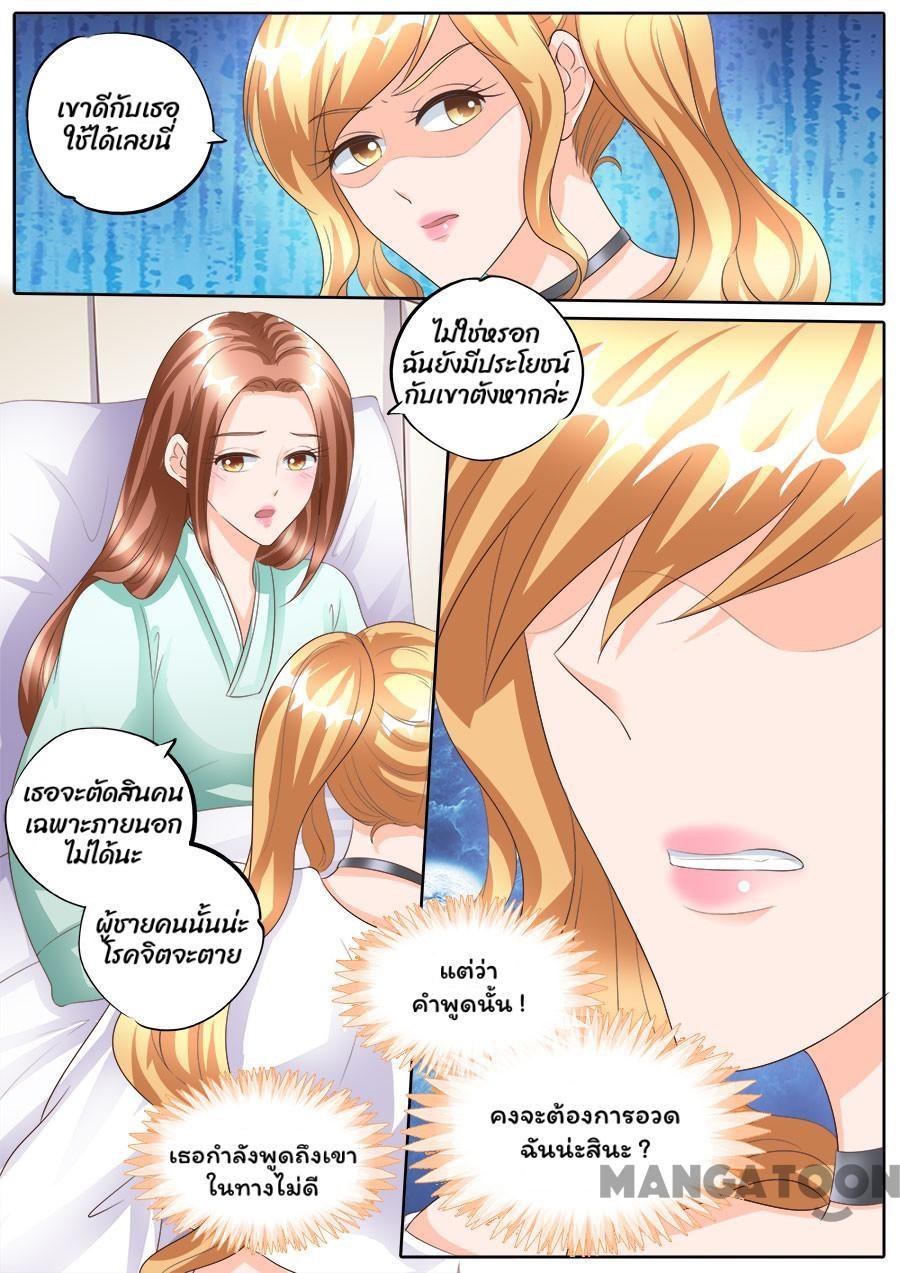 เขาดีกับเธอ
ใช้ได้เลยนี่
ไม่ใช่หรอก
ฉันยังมีประโยชน์
กับเขาตังหากล่ะ
เธอจะตัดสินคน
เฉพาะภายนอก
ไม่ได้นะ
ผู้ชายคนนั้นน่ะ
โรคจิตจะตาย
แต่ว่า
คำพูดนั้น !
เธอกำลังพูดถึงเขา
ในทางไม่ดี
คงจะต้องการอวด
ฉันน่ะสินะ ?
MANGATOON